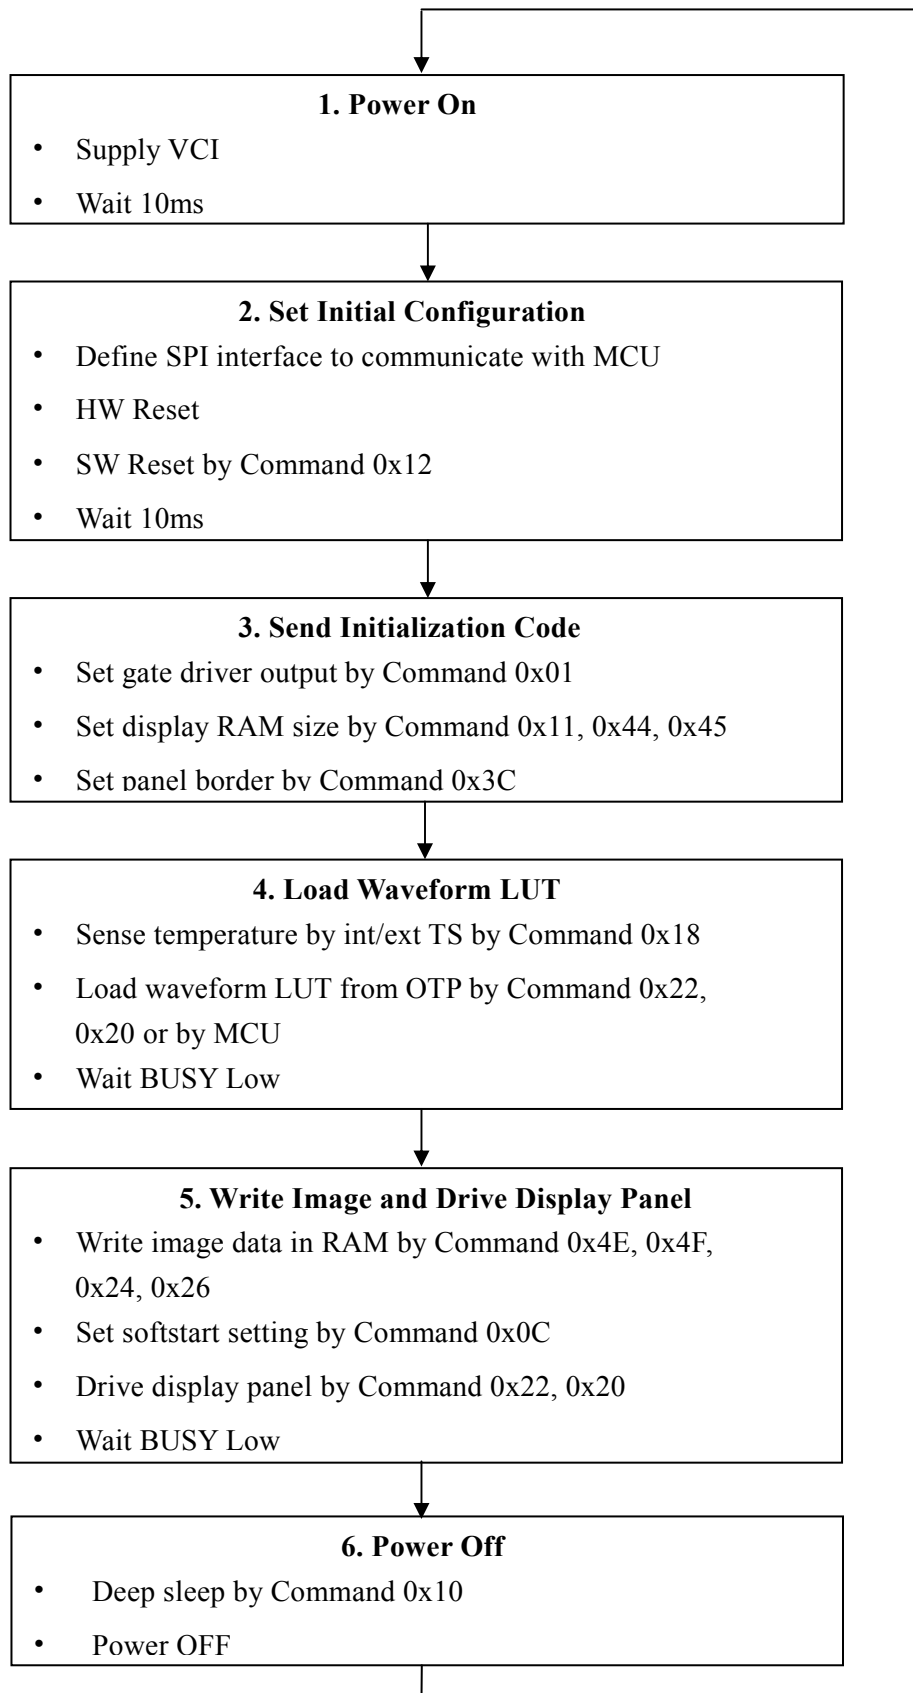 1. Power On
• Supply VCI
• Wait 10ms
2. Set Initial Configuration
• Define SPI interface to communicate with MCU
• HW Reset
• SW Reset by Command 0x12
• Wait 10ms
3. Send Initialization Code
• Set gate driver output by Command 0x01
• Set display RAM size by Command 0x11, 0x44, 0x45
• Set panel border by Command 0x3C
4. Load Waveform LUT
• Sense temperature by int/ext TS by Command 0x18
• Load waveform LUT from OTP by Command 0x22,
0x20 or by MCU
• Wait BUSY Low
5. Write Image and Drive Display Panel
• Write image data in RAM by Command 0x4E, 0x4F,
0x24, 0x26
• Set softstart setting by Command 0x0C
• Drive display panel by Command 0x22, 0x20
• Wait BUSY Low
6. Power Off
• Deep sleep by Command 0x10
• Power OFF